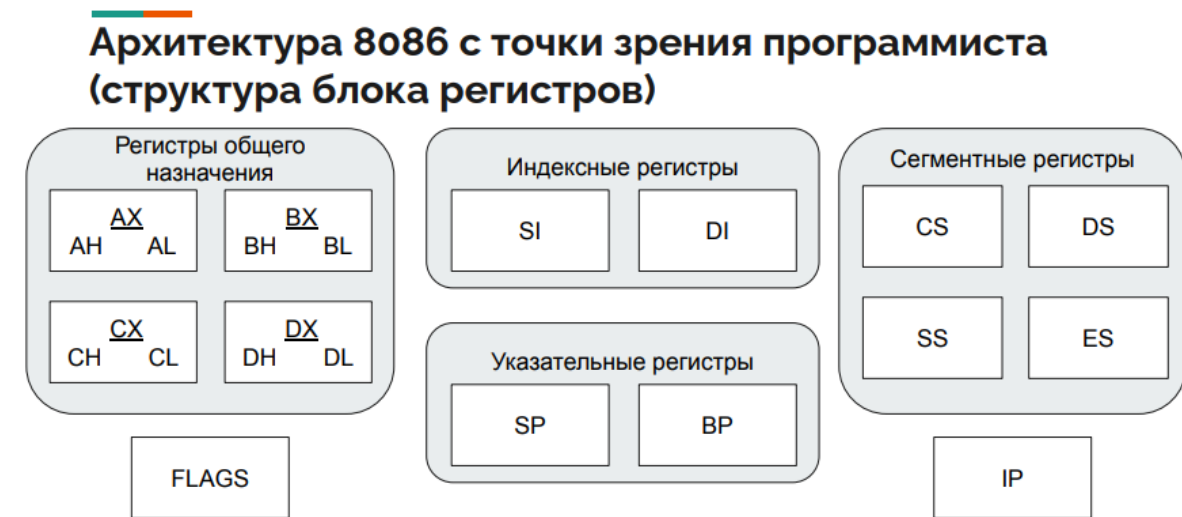 Архитектура 8086 с точки зрения программиста
(структура блока регистров)
Регистры общего
назначения
AX
AH AL
BX
BH BL
CX
CH CL
DX
DH DL
FLAGS
Индексные регистры
SI
DI
Указательные регистры
SP
BP
Сегментные регистры
CS
DS
SS
ES
IP